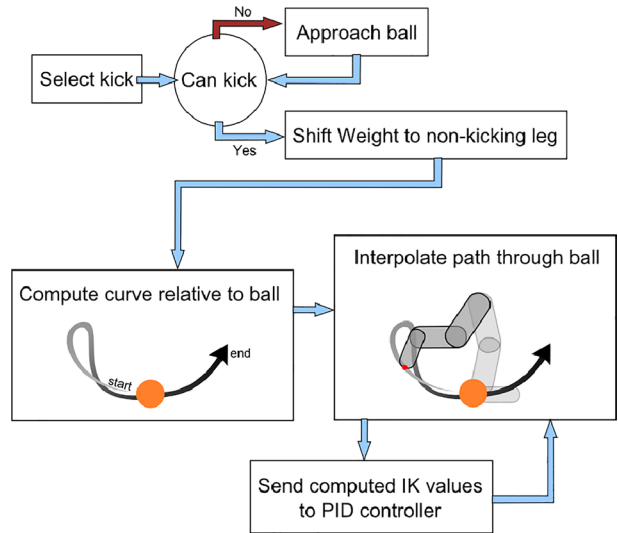 No
Approach ball
Select kick
Can kick
Yes
Shift Weight to non-kicking leg
Compute curve relative to ball
start
end
Interpolate path through ball
Send computed IK values
to PID controller